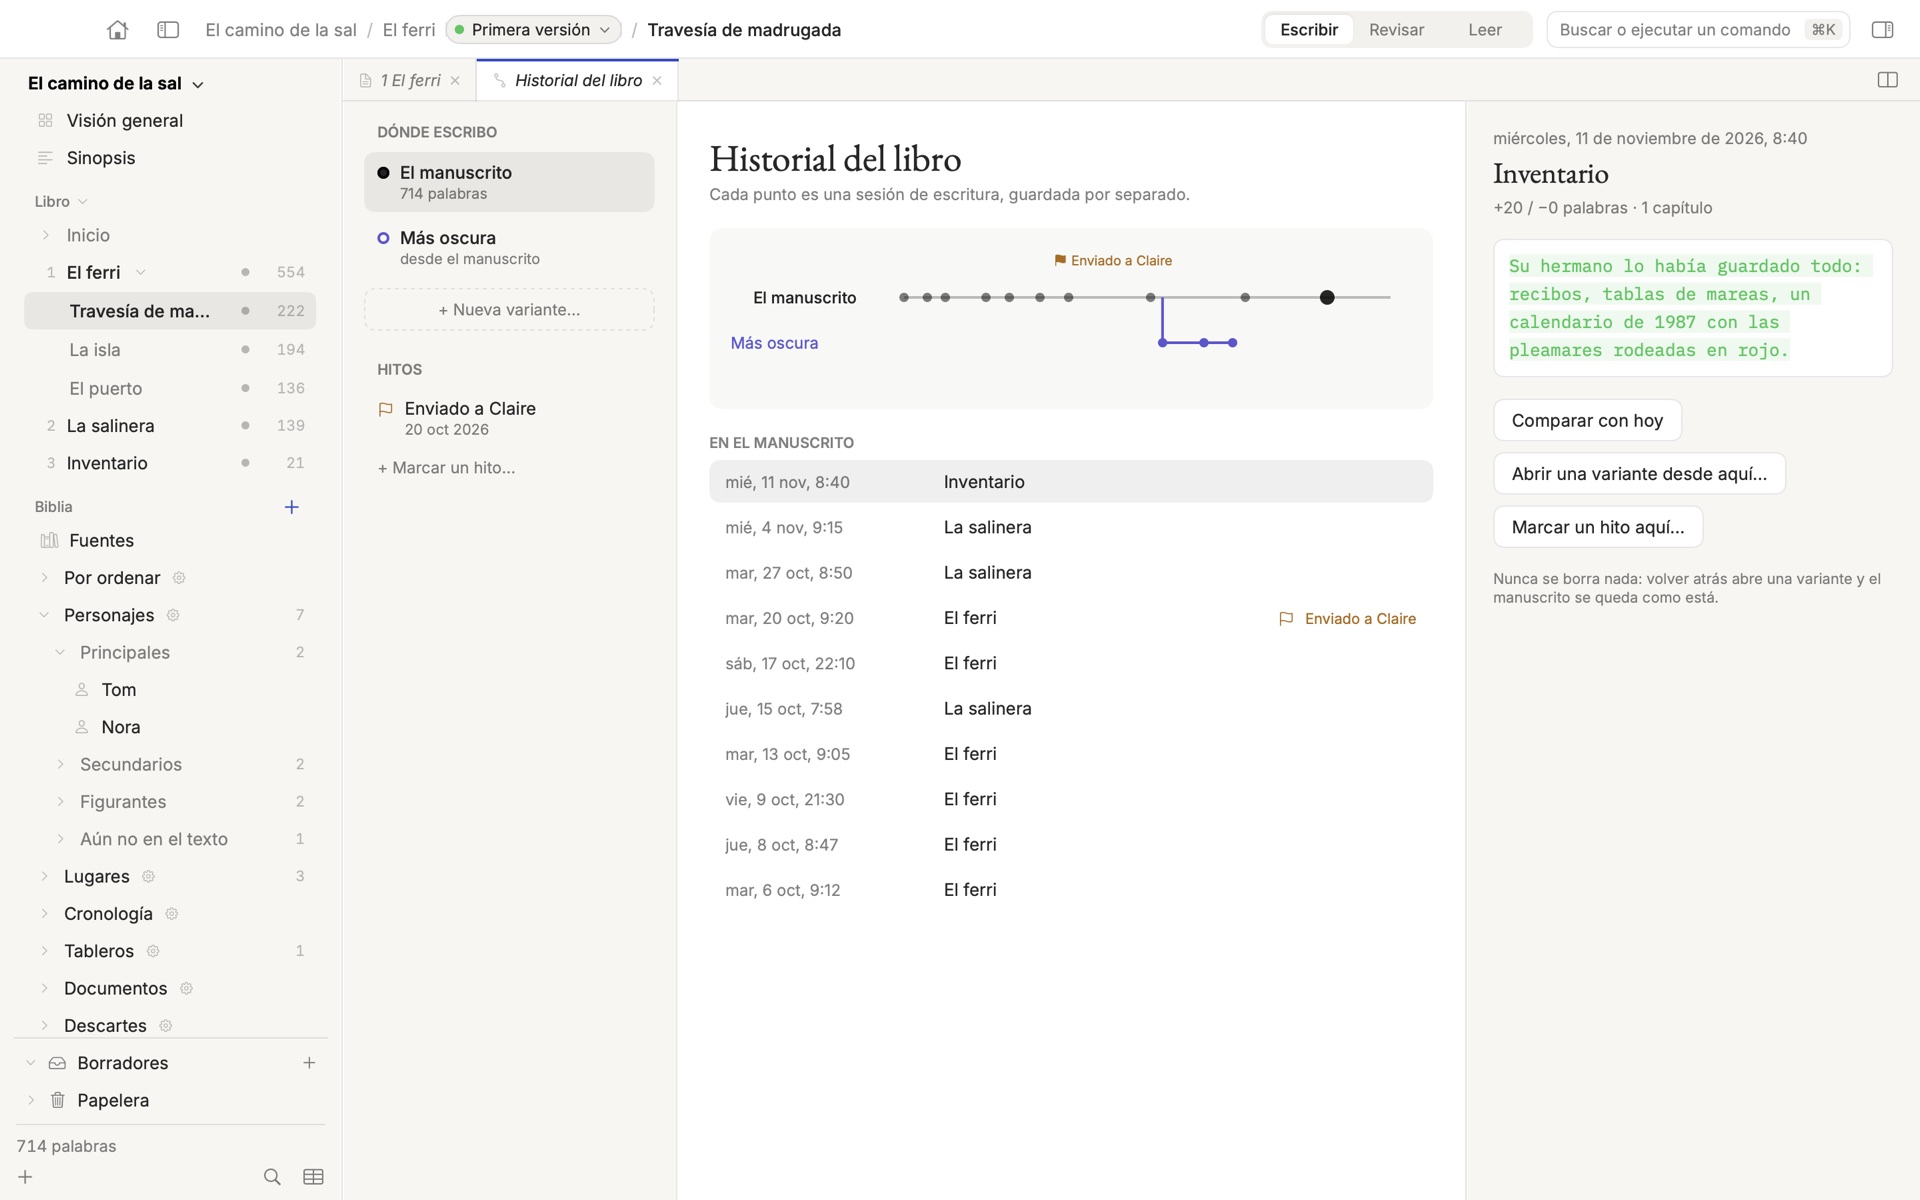 El camino de la sal / El ferri Primera versión / Travesía de madrugada
Escribir Revisar Leer
Buscar o ejecutar un comando ⌘K
El camino de la sal
Visión general
Sinopsis
Libro
Inicio
1 El ferri 554
Travesía de ma... 222
La isla 194
El puerto 136
2 La salinera 139
3 Inventario 21
Biblia
Fuentes
Por ordenar
Personajes 7
Principales 2
Tom
Nora
Secundarios 2
Figurantes 2
Aún no en el texto 1
Lugares 3
Cronología
Tableros 1
Documentos
Descartes
Borradores
Papelera
714 palabras
1 El ferri
Historial del libro
DÓNDE ESCRIBO
El manuscrito
714 palabras
Más oscura
desde el manuscrito
+ Nueva variante...
HITOS
Enviado a Claire
20 oct 2026
+ Marcar un hito...
Historial del libro
Cada punto es una sesión de escritura, guardada por separado.
Enviado a Claire
El manuscrito
Más oscura
EN EL MANUSCRITO
mié, 11 nov, 8:40 Inventario
mié, 4 nov, 9:15 La salinera
mar, 27 oct, 8:50 La salinera
mar, 20 oct, 9:20 El ferri Enviado a Claire
sáb, 17 oct, 22:10 El ferri
jue, 15 oct, 7:58 La salinera
mar, 13 oct, 9:05 El ferri
vie, 9 oct, 21:30 El ferri
jue, 8 oct, 8:47 El ferri
mar, 6 oct, 9:12 El ferri
miércoles, 11 de noviembre de 2026, 8:40
Inventario
+20 / −0 palabras · 1 capítulo
Su hermano lo había guardado todo:
recibos, tablas de mareas, un
calendario de 1987 con las
pleamares rodeadas en rojo.
Comparar con hoy
Abrir una variante desde aquí...
Marcar un hito aquí...
Nunca se borra nada: volver atrás abre una variante y el
manuscrito se queda como está.